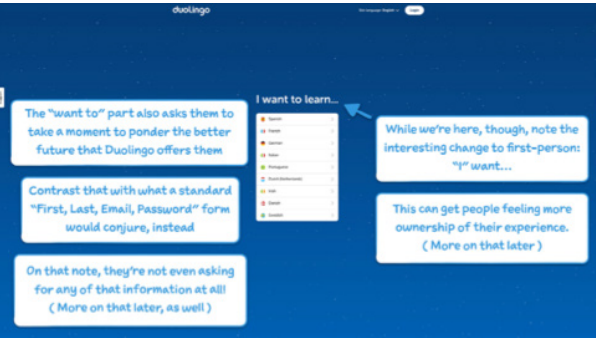 duolingo
Site language: English
Login
I want to learn...
Spanish
French
German
Italian
Portuguese
Dutch (Netherlands)
Irish
Danish
Swedish
The "want to" part also asks them to
take a moment to ponder the better
future that Duolingo offers them
Contrast that with what a standard
"First, Last, Email, Password" form
would conjure, instead
On that note, they're not even asking
for any of that information at all!
( More on that later, as well )
While we're here, though, note the
interesting change to first-person:
"I" want...
This can get people feeling more
ownership of their experience.
( More on that later )